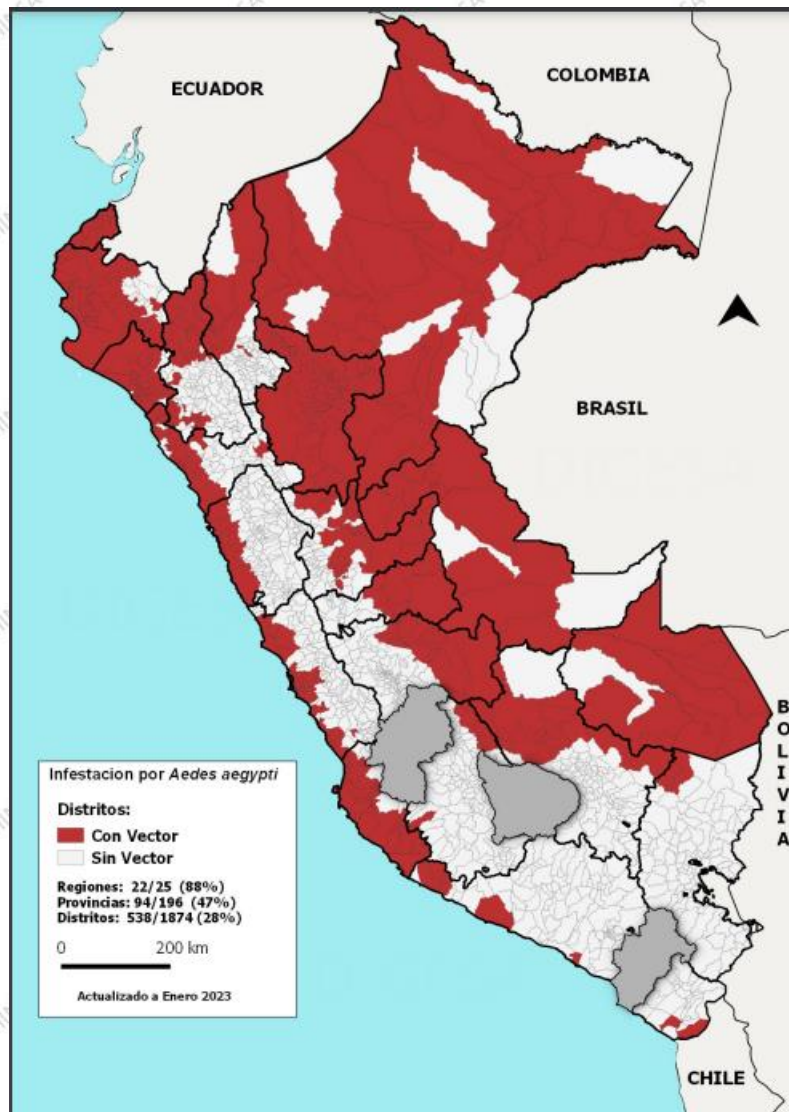 ECUADOR
COLOMBIA
BRASIL
BOLIVIA
Infestacion por Aedes aegypti
Distritos:
Con Vector
Sin Vector
Regiones: 22/25 (88%)
Provincias: 94/196 (47%)
Distritos: 538/1874 (28%)
0 200 km
Actualizado a Enero 2023
CHILE